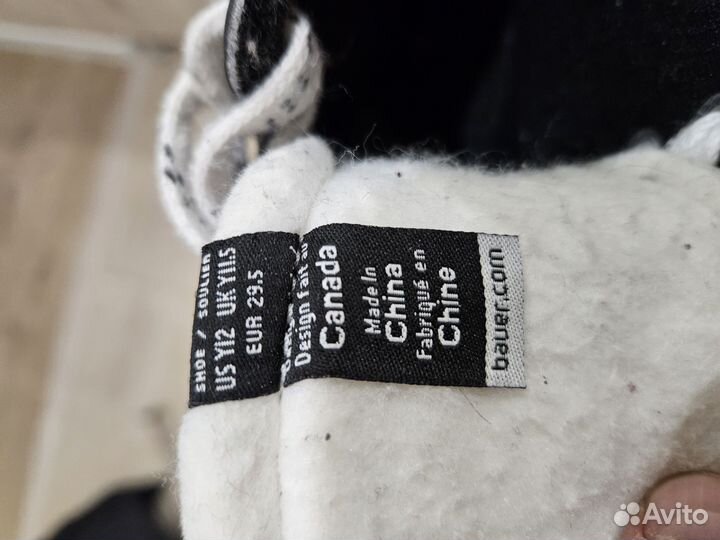 SHOE / SOULIER
US Y12 UK Y11.5
EUR 29.5
Design fait au
Canada
Made In
China
Fabriqué en
Chine
bauer.com
Avito